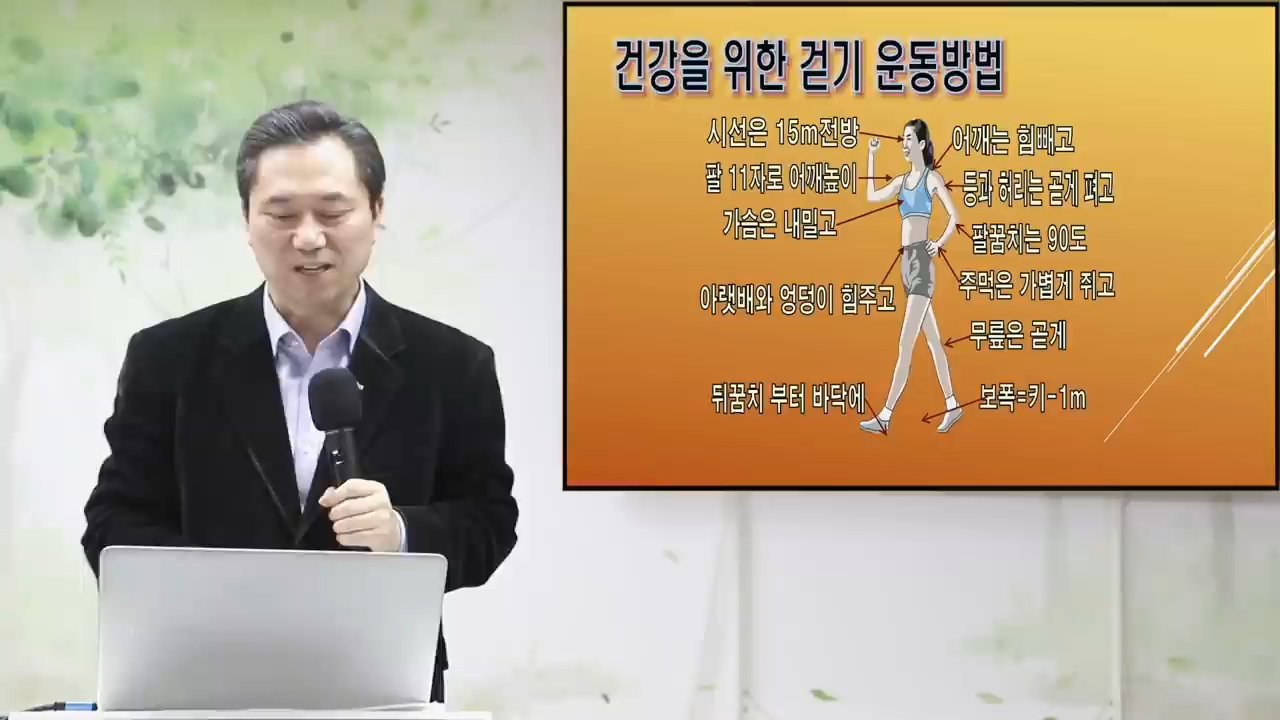 건강을 위한 걷기 운동방법
시선은 15m전방
어깨는 힘빼고
팔 11자로 어깨높이
등과 허리는 곧게 펴고
가슴은 내밀고
팔꿈치는 90도
아랫배와 엉덩이 힘주고
주먹은 가볍게 쥐고
무릎은 곧게
뒤꿈치 부터 바닥에
보폭=키-1m